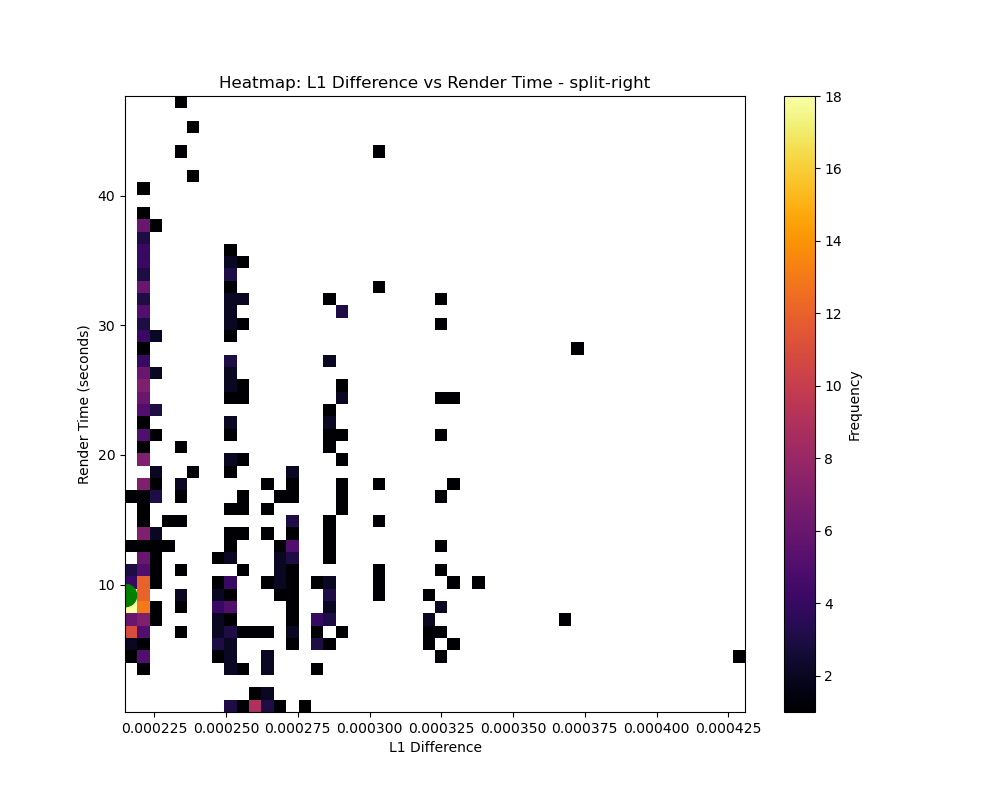 Heatmap: L1 Difference vs Render Time - split-right
Render Time (seconds)
40
30
20
10
0.000225 0.000250 0.000275 0.000300 0.000325 0.000350 0.000375 0.000400 0.000425
L1 Difference
18
16
14
12
10
8
6
4
2
Frequency